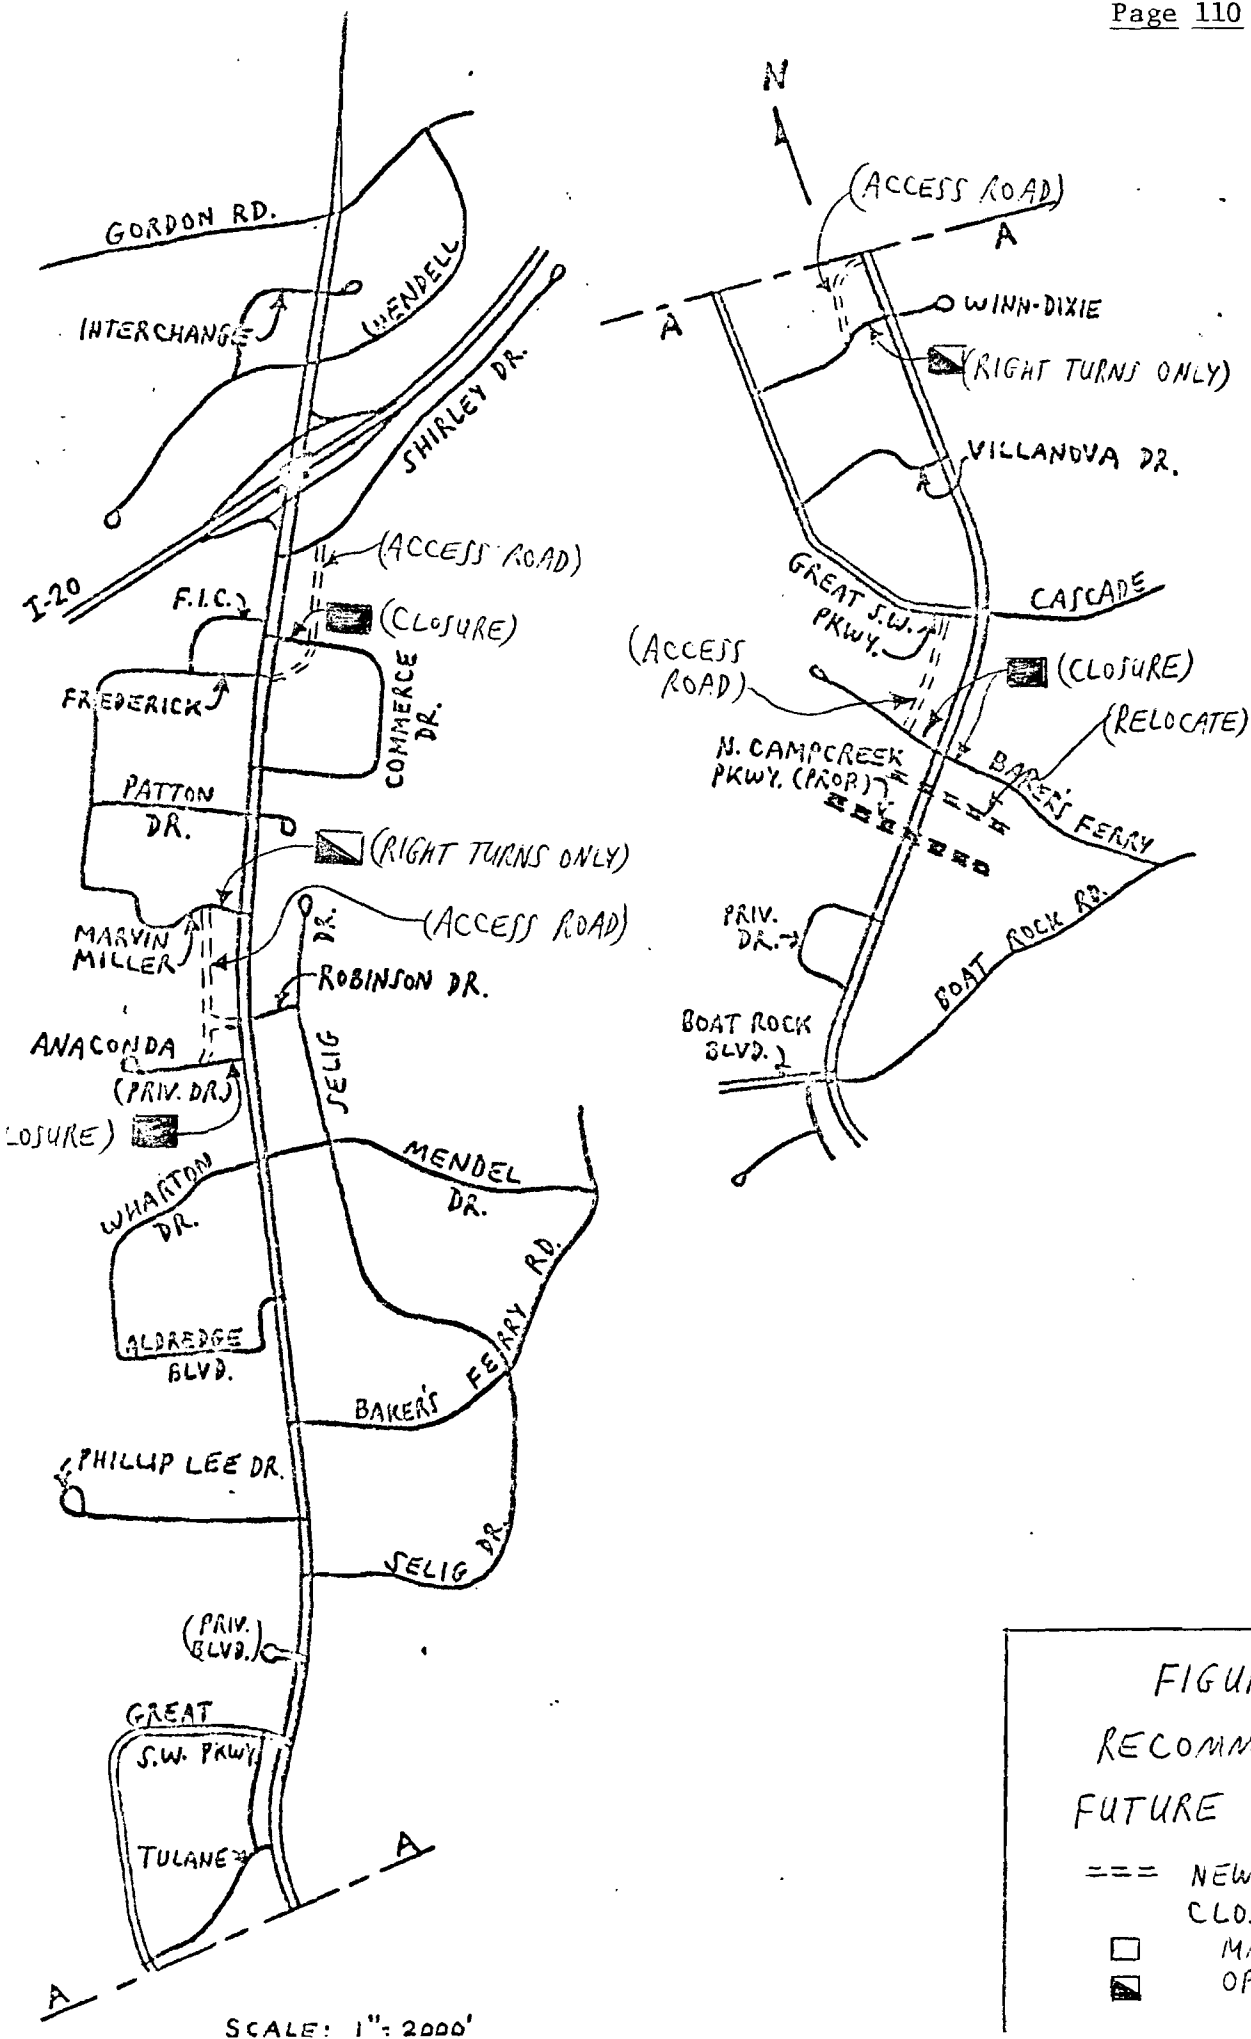 Page 110
N
(ACCESS ROAD)
A
A
WINN-DIXIE
(RIGHT TURNS ONLY)
VILLANOVA DR.
GREAT S.W.
PKWY.
CASCADE
(ACCESS
ROAD)
(CLOSURE)
(RELOCATE)
N. CAMPCREEK
PKWY. (PROP.)
BAKER'S FERRY
PRIV.
DR.
BOAT ROCK RD.
BOAT ROCK
BLVD.
GORDON RD.
INTERCHANGE
WENDELL
SHIRLEY DR.
I-20
(ACCESS ROAD)
F.I.C.
(CLOSURE)
FREDERICK
COMMERCE
DR.
PATTON
DR.
(RIGHT TURNS ONLY)
MARVIN
MILLER
(ACCESS ROAD)
DR.
ROBINSON DR.
SELIG
ANACONDA
(PRIV. DR.)
LOSURE)
WHARTON
DR.
MENDEL
DR.
ALDREDGE
BLVD.
BAKER'S FERRY RD.
PHILLIP LEE DR.
SELIG DR.
(PRIV.
BLVD.)
GREAT
S.W. PKWY.
TULANE
A
A
SCALE: 1"= 2000'
FIGU
RECOMM
FUTURE
=== NEW
CLO
MA
OP